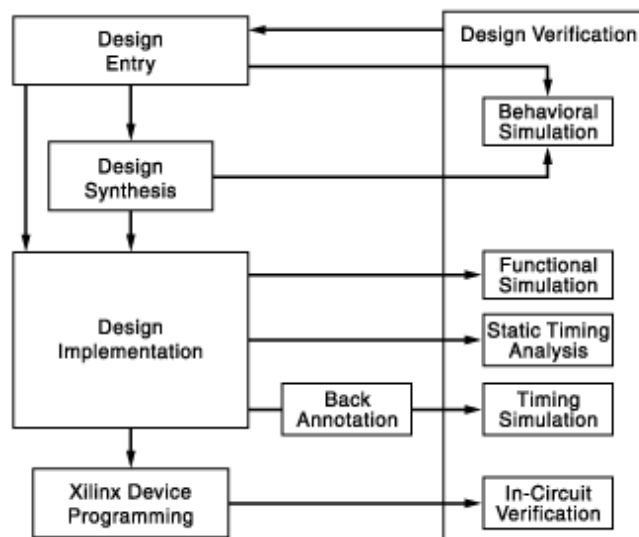 Design
Entry
Design Verification
Behavioral
Simulation
Design
Synthesis
Functional
Simulation
Design
Implementation
Static Timing
Analysis
Back
Annotation
Timing
Simulation
Xilinx Device
Programming
In-Circuit
Verification